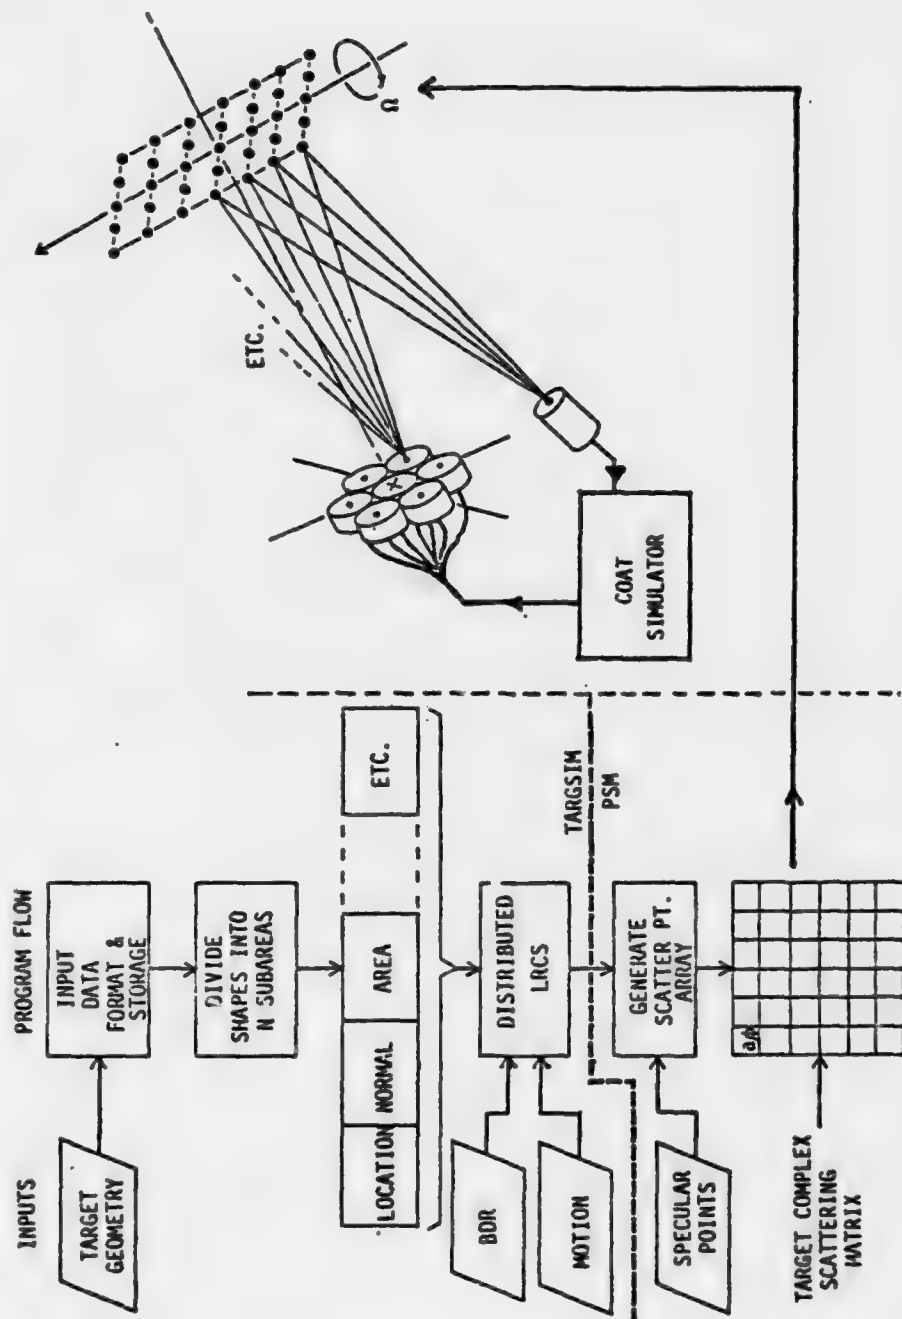 INPUTS
PROGRAM FLOW
TARGET
GEOMETRY
INPUT
DATA
FORMAT &
STORAGE
DIVIDE
SHAPES INTO
N SUBAREAS
LOCATION
NORMAL
AREA
ETC.
BDR
MOTION
DISTRIBUTED
LRCS
TARGSIM
PSM
SPECULAR
POINTS
GENERATE
SCATTER PT.
ARRAY
TARGET COMPLEX
SCATTERING
MATRIX
COAT
SIMULATOR
ETC.
Ω